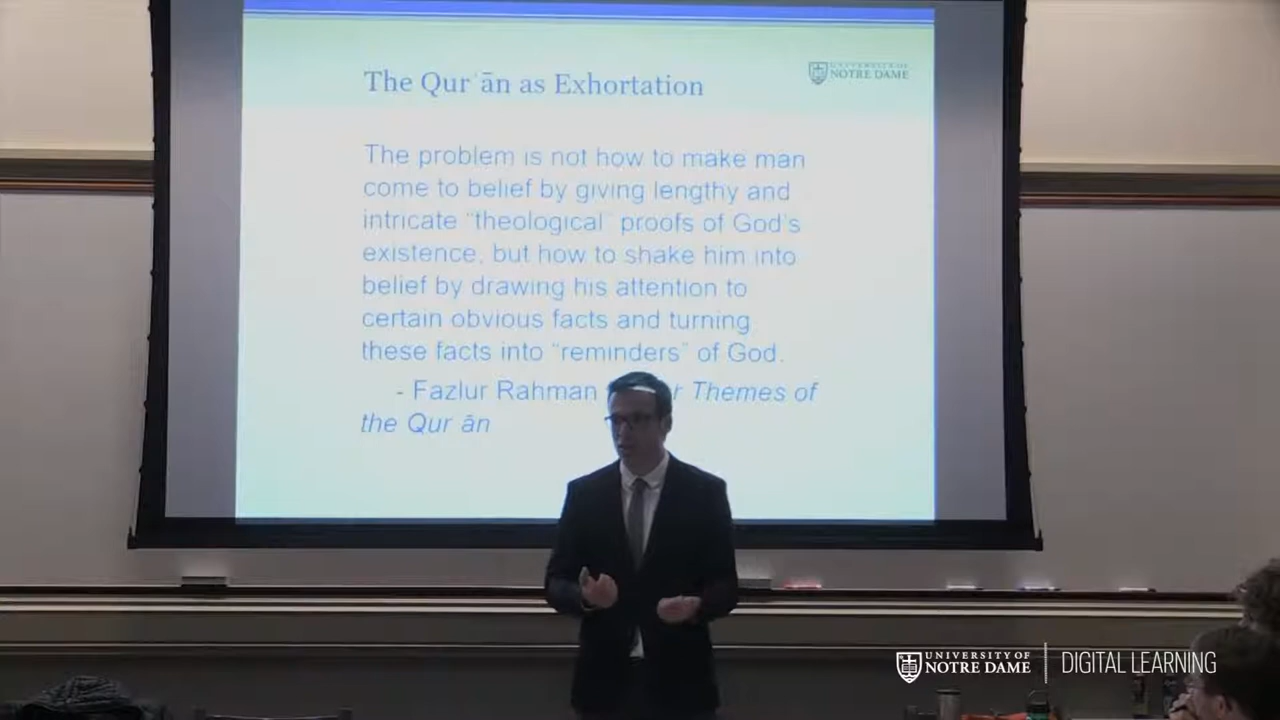 The Qurʾān as Exhortation
UNIVERSITY OF
NOTRE DAME
The problem is not how to make man
come to belief by giving lengthy and
intricate “theological” proofs of God’s
existence, but how to shake him into
belief by drawing his attention to
certain obvious facts and turning
these facts into “reminders” of God.
- Fazlur Rahman r Themes of
the Qur ān
UNIVERSITY OF
NOTRE DAME
DIGITAL LEARNING